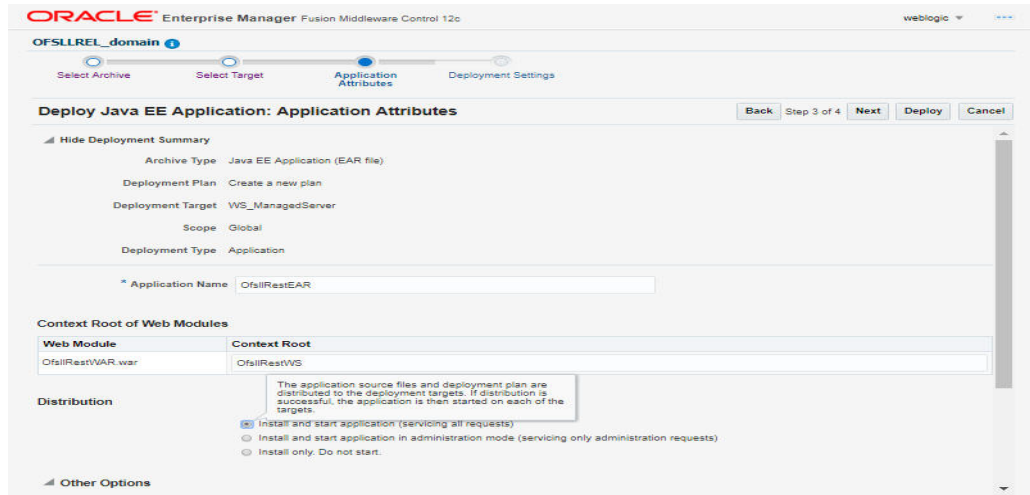 ORACLE Enterprise Manager Fusion Middleware Control 12c weblogic
OFSLLREL_domain
Select Archive Select Target Application Attributes Deployment Settings
Deploy Java EE Application: Application Attributes Back Step 3 of 4 Next Deploy Cancel
Hide Deployment Summary
Archive Type Java EE Application (EAR file)
Deployment Plan Create a new plan
Deployment Target WS_ManagedServer
Scope Global
Deployment Type Application
* Application Name OfsllRestEAR
Context Root of Web Modules
Web Module Context Root
OfsllRestWAR.war OfsllRestWS
The application source files and deployment plan are
distributed to the deployment targets. If distribution is
successful, the application is then started on each of the
targets.
Distribution
Install and start application (servicing all requests)
Install and start application in administration mode (servicing only administration requests)
Install only. Do not start.
Other Options